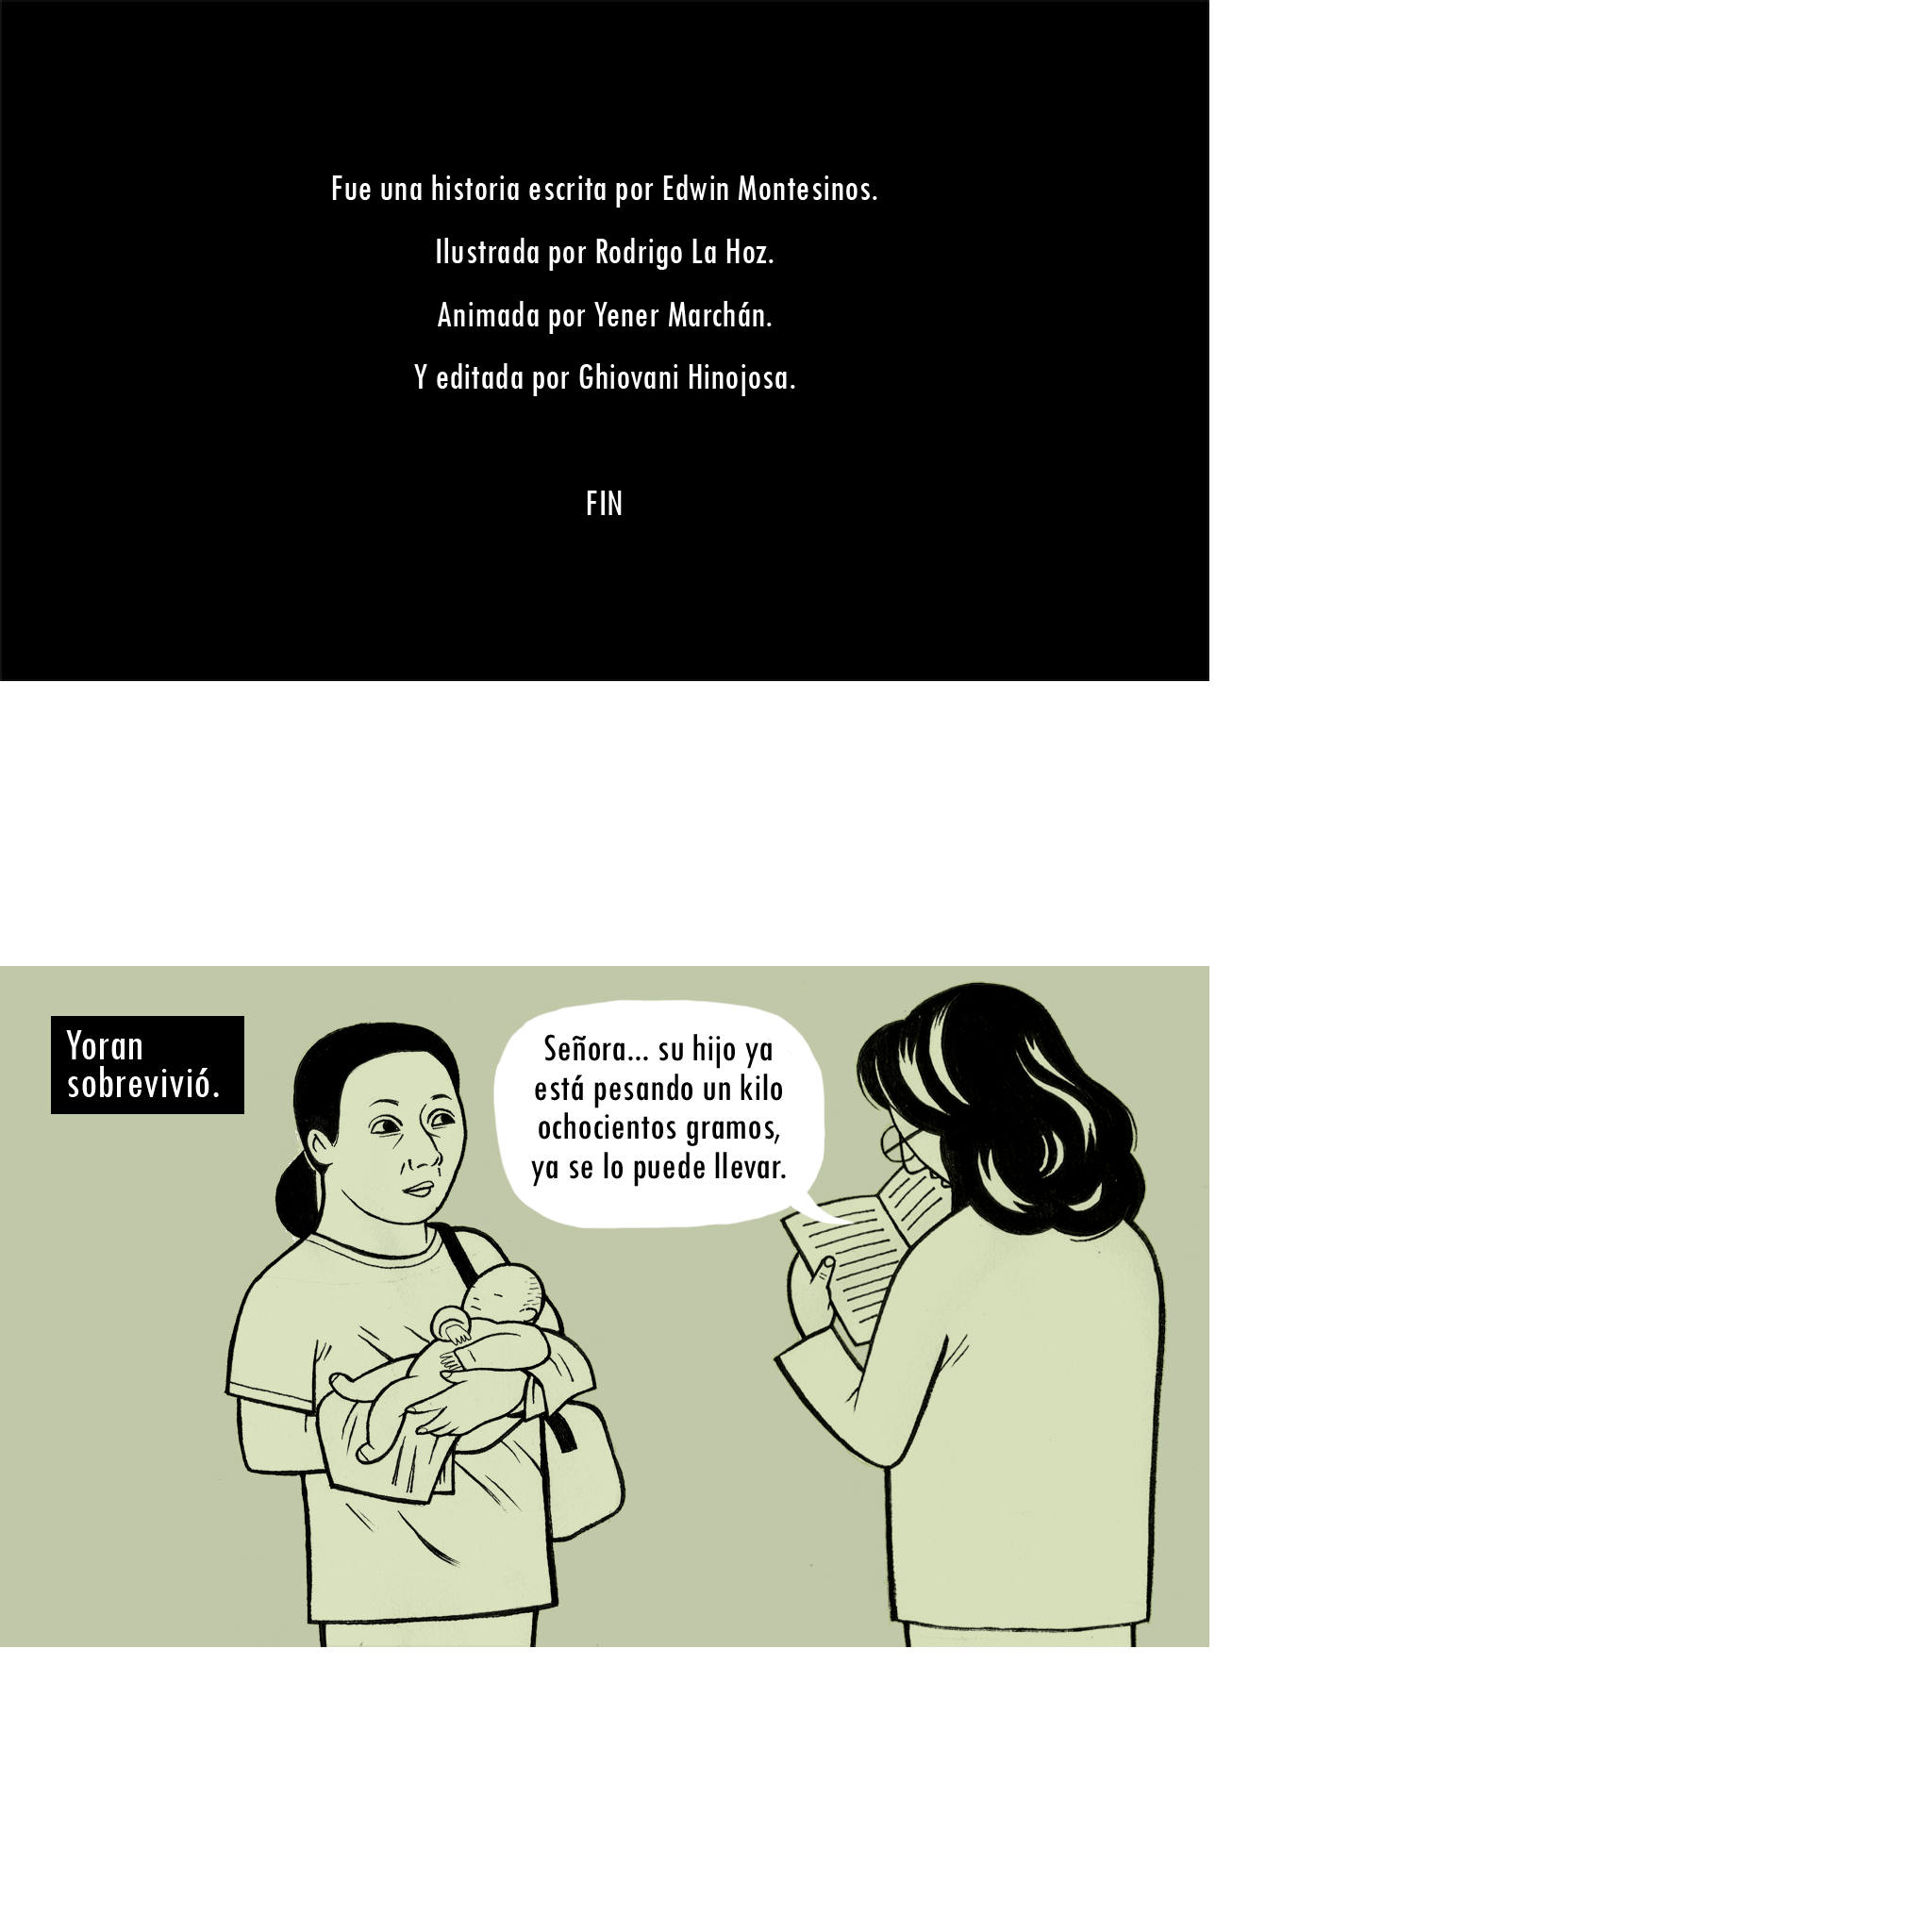 Fue una historia escrita por Edwin Montesinos.
Ilustrada por Rodrigo La Hoz.
Animada por Yener Marchán.
Y editada por Ghiovani Hinojosa.
FIN
Yoran
sobrevivió.
Señora... su hijo ya
está pesando un kilo
ochocientos gramos,
ya se lo puede llevar.